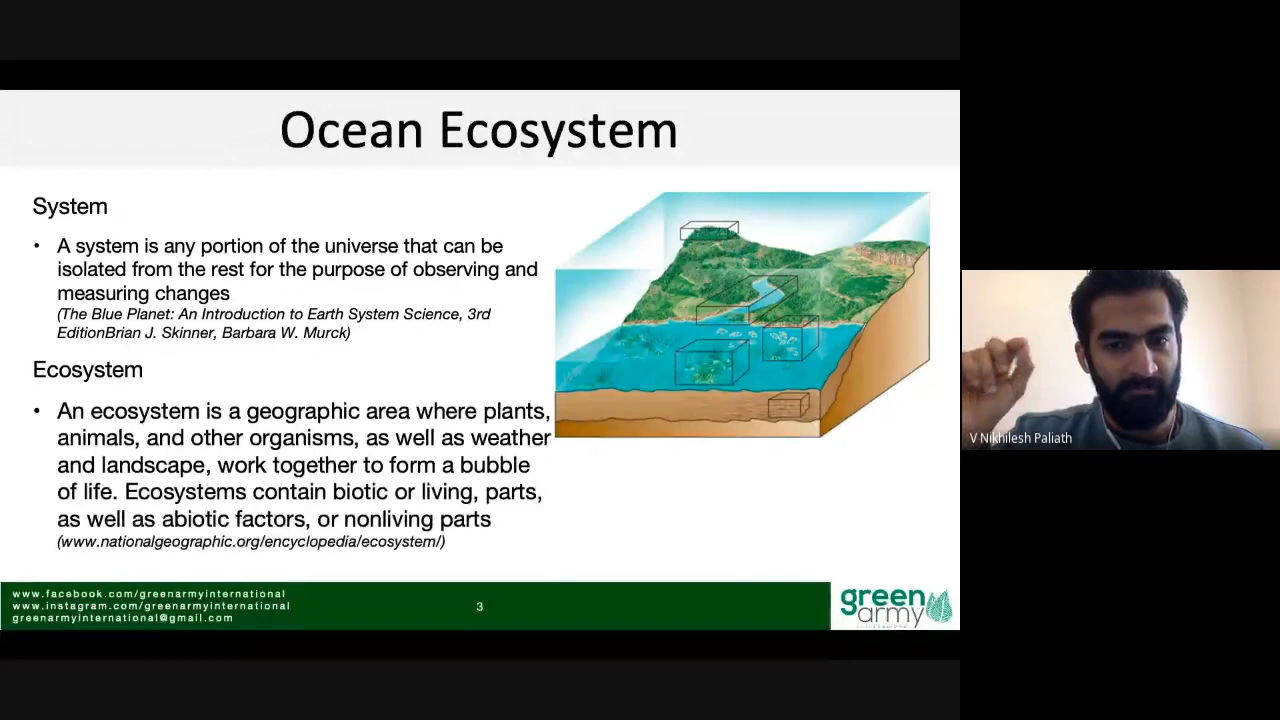 Ocean Ecosystem
System
• A system is any portion of the universe that can be
isolated from the rest for the purpose of observing and
measuring changes
(The Blue Planet: An Introduction to Earth System Science, 3rd
EditionBrian J. Skinner, Barbara W. Murck)
Ecosystem
• An ecosystem is a geographic area where plants,
animals, and other organisms, as well as weather
and landscape, work together to form a bubble
of life. Ecosystems contain biotic or living, parts,
as well as abiotic factors, or nonliving parts
(www.nationalgeographic.org/encyclopedia/ecosystem/)
www.facebook.com/greenarmyinternational
www.instagram.com/greenarmyinternational
greenarmyinternational@gmail.com
3
green
army
V Nikhilesh Paliath